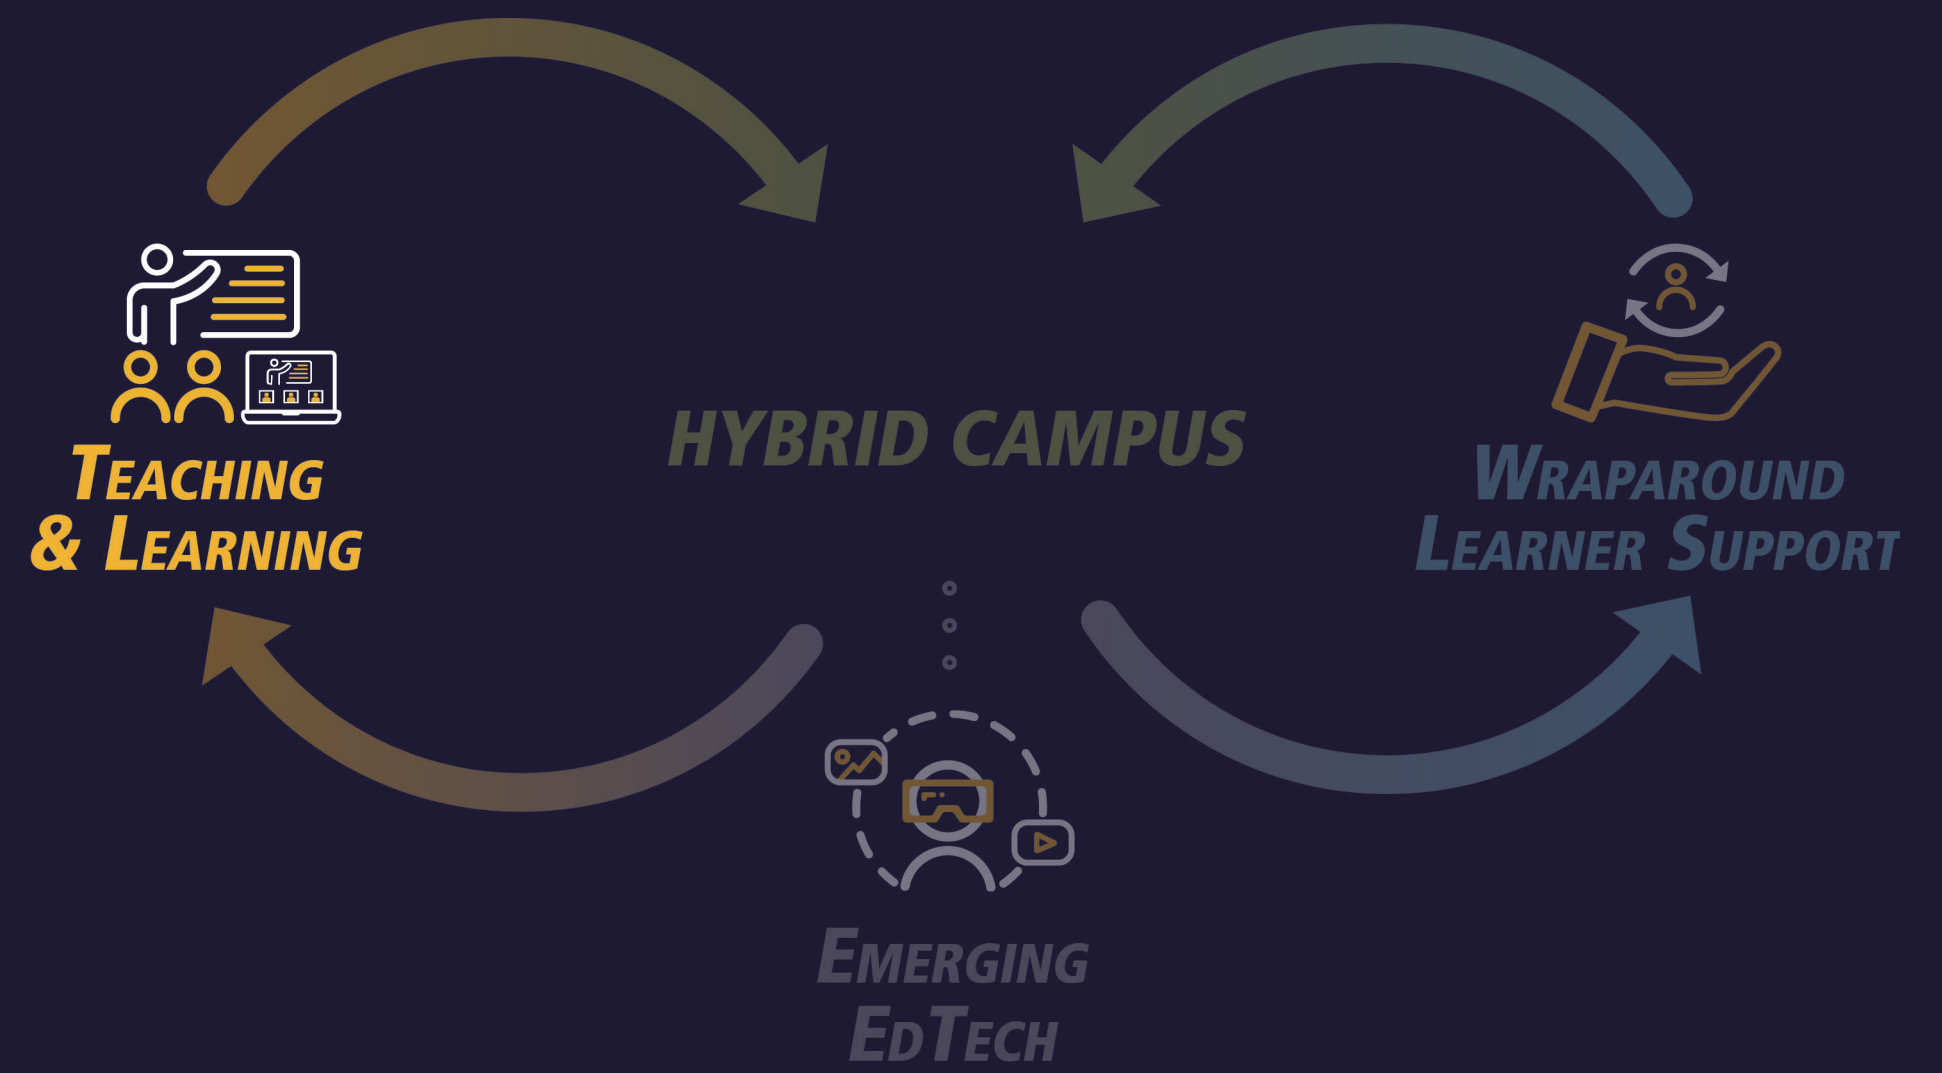 TEACHING
& LEARNING
HYBRID CAMPUS
WRAPAROUND
LEARNER SUPPORT
EMERGING
EDTECH